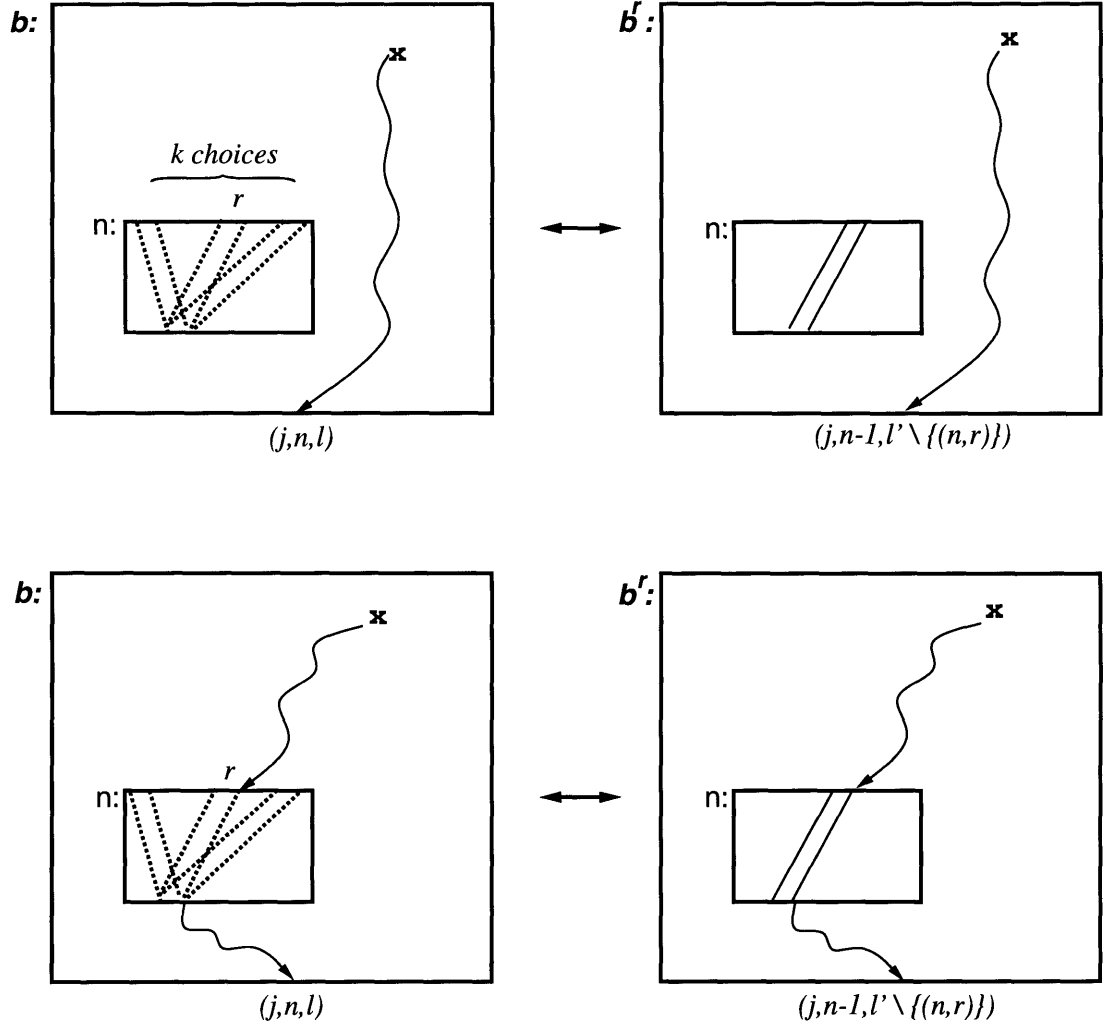 b:
x
k choices
r
n:
(j,n,l)
b^r:
x
n:
(j,n-1,l' \ {(n,r)})
b:
x
r
n:
(j,n,l)
b^r:
x
n:
(j,n-1,l' \ {(n,r)})